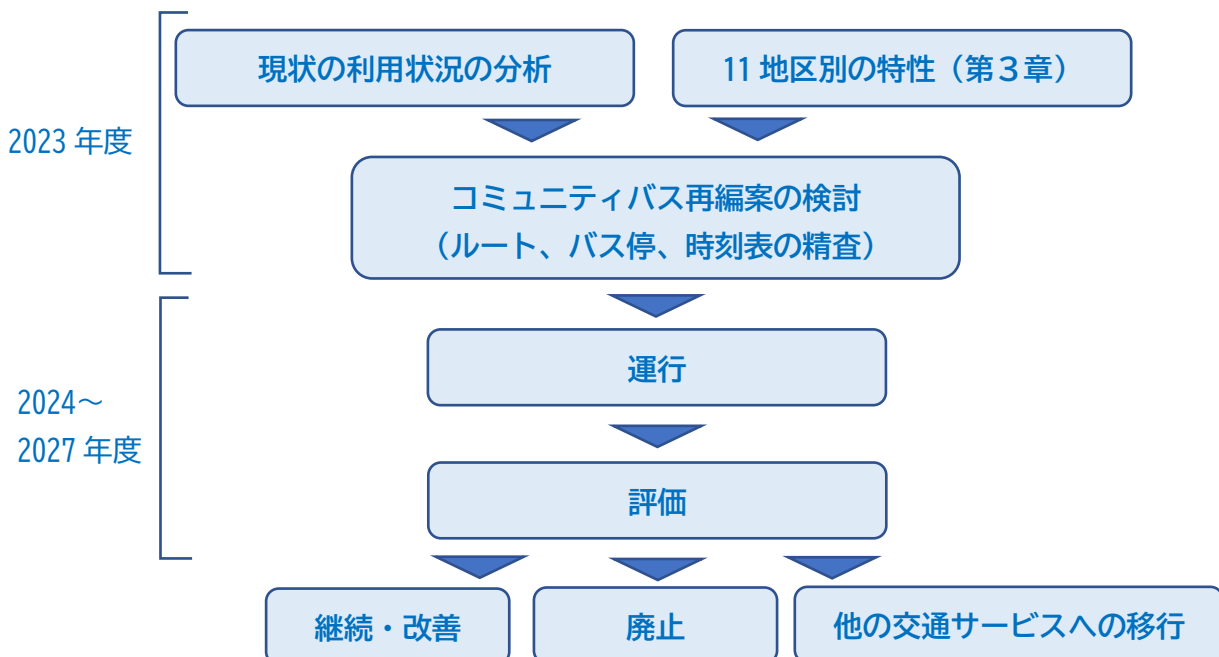 現状の利用状況の分析
11 地区別の特性（第３章）
2023 年度
コミュニティバス再編案の検討
（ルート、バス停、時刻表の精査）
運行
2024～
2027 年度
評価
継続・改善
廃止
他の交通サービスへの移行